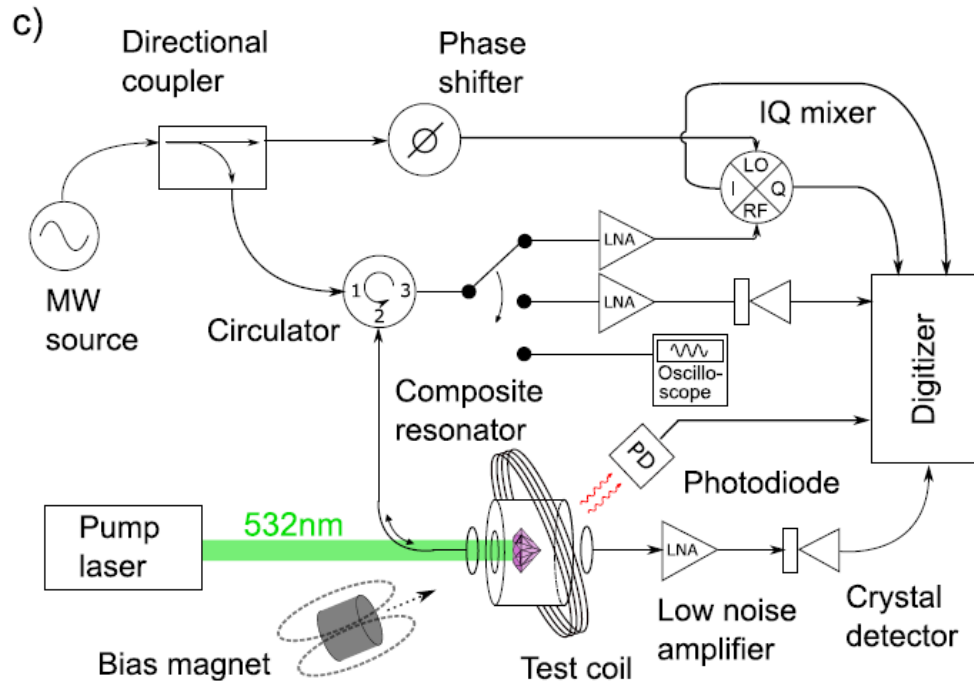 c)
Directional
coupler
Phase
shifter
IQ mixer
LO
I
Q
RF
LNA
MW
source
Circulator
1
3
2
LNA
Oscillo-
scope
Digitizer
Composite
resonator
PD
Photodiode
Pump
laser
532nm
LNA
Bias magnet
Test coil
Low noise
amplifier
Crystal
detector